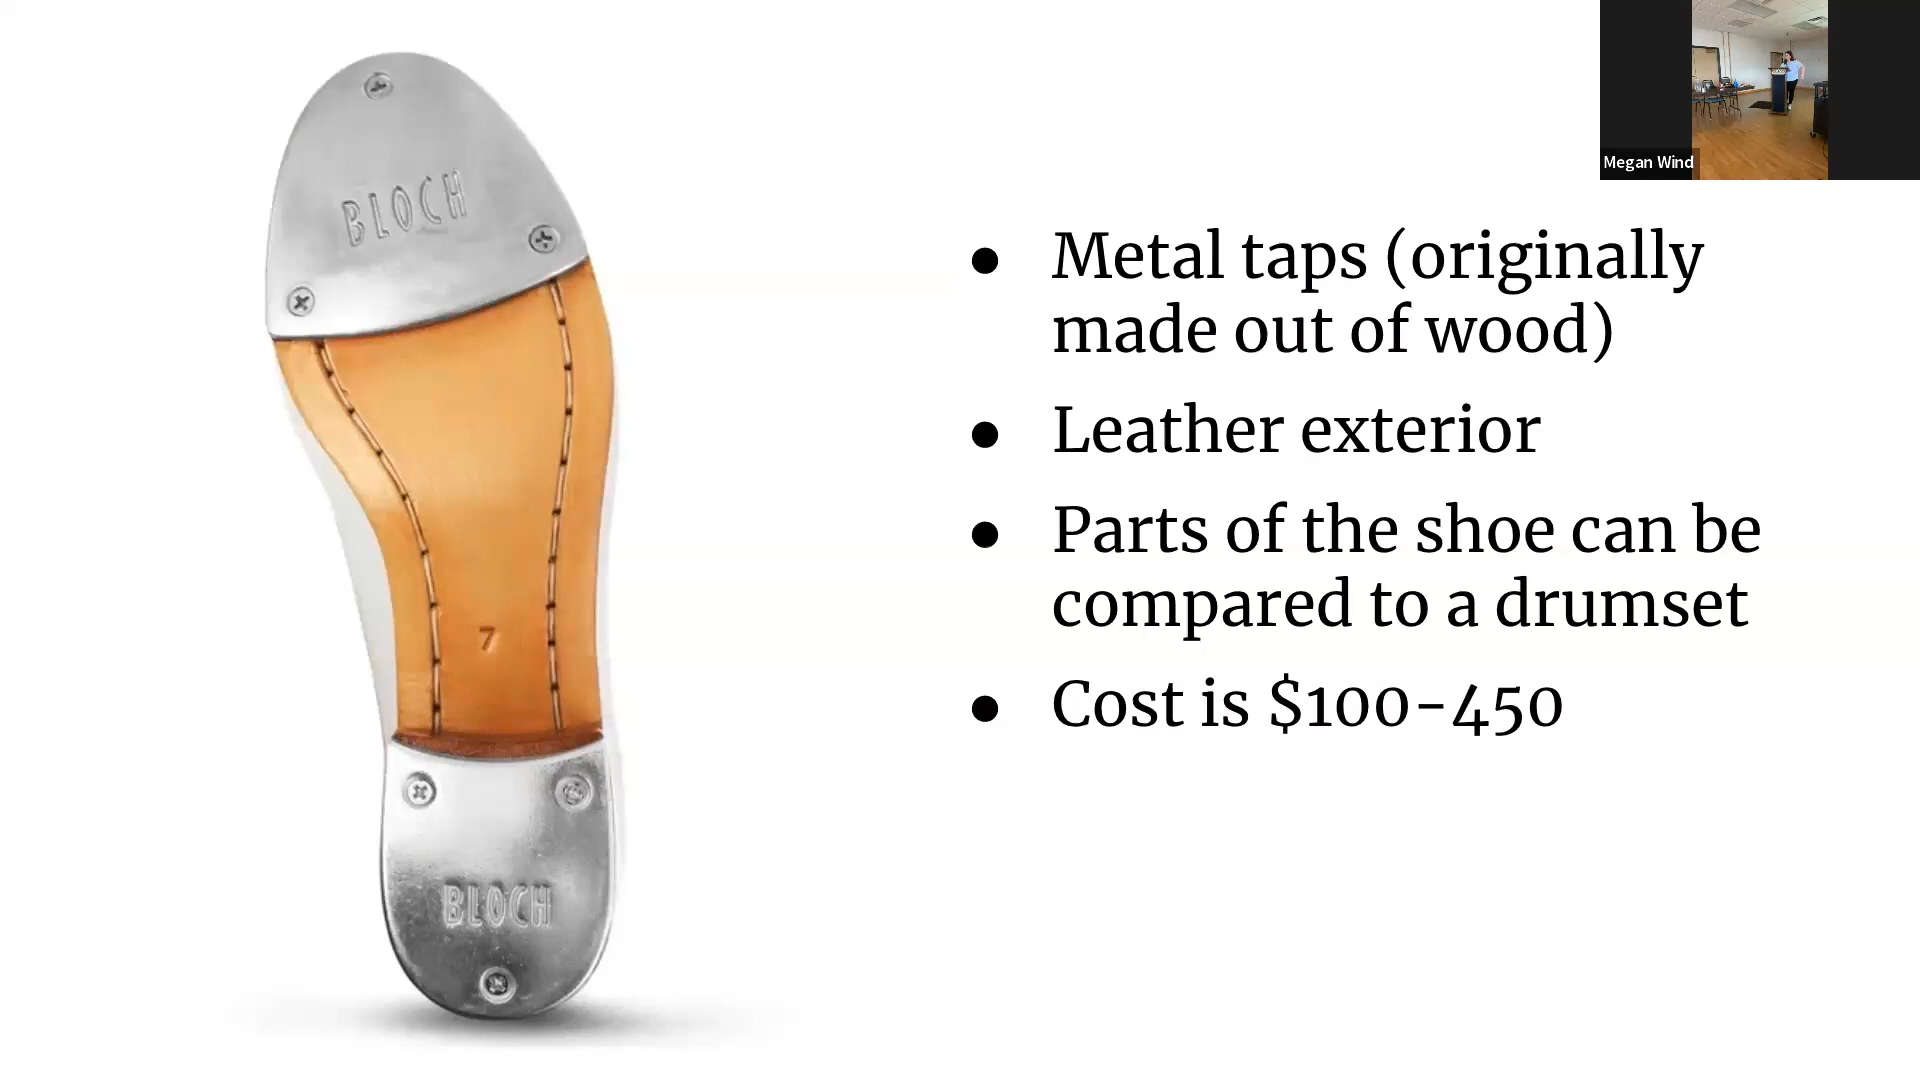 Megan Wind
BLOCH
7
BLOCH
● Metal taps (originally
made out of wood)
● Leather exterior
● Parts of the shoe can be
compared to a drumset
● Cost is $100-450